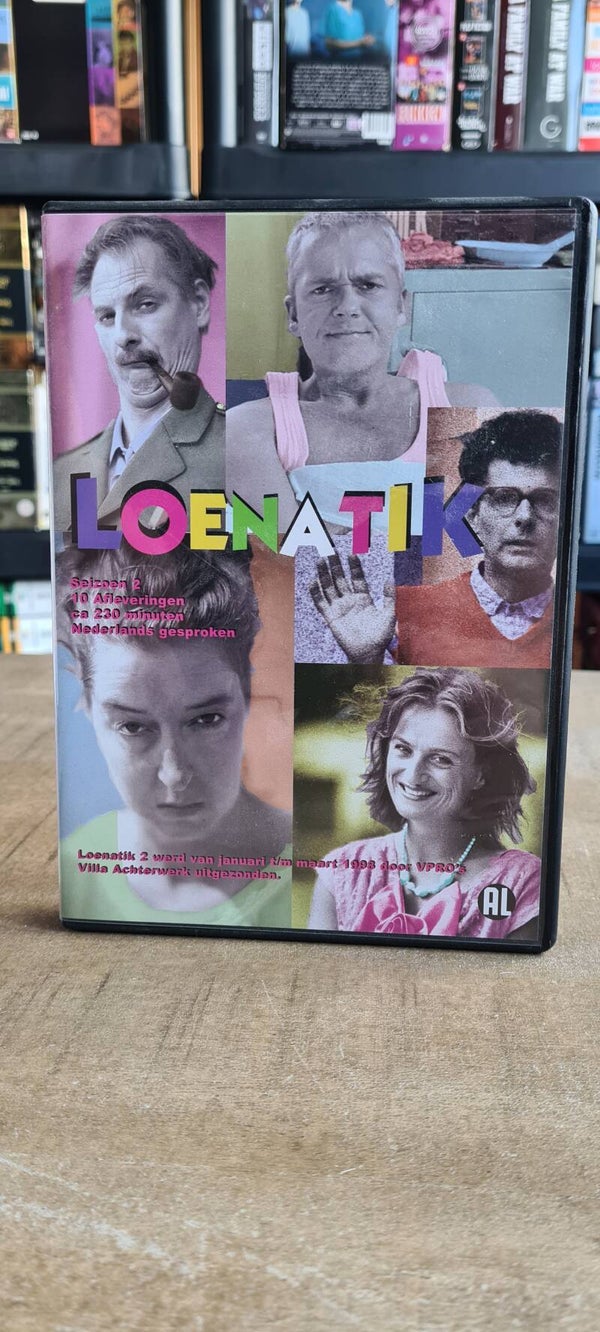 LOENATIK
Seizoen 2
10 Afleveringen
ca 230 minuten
Nederlands gesproken
Loenatik 2 werd van januari t/m maart 1998 door VPRO's
Villa Achterwerk uitgezonden.
AL